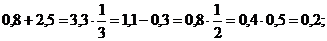 0,8 + 2,5 = 3,3 · 1/3 = 1,1 – 0,3 = 0,8 · 1/2 = 0,4 · 0,5 = 0,2;